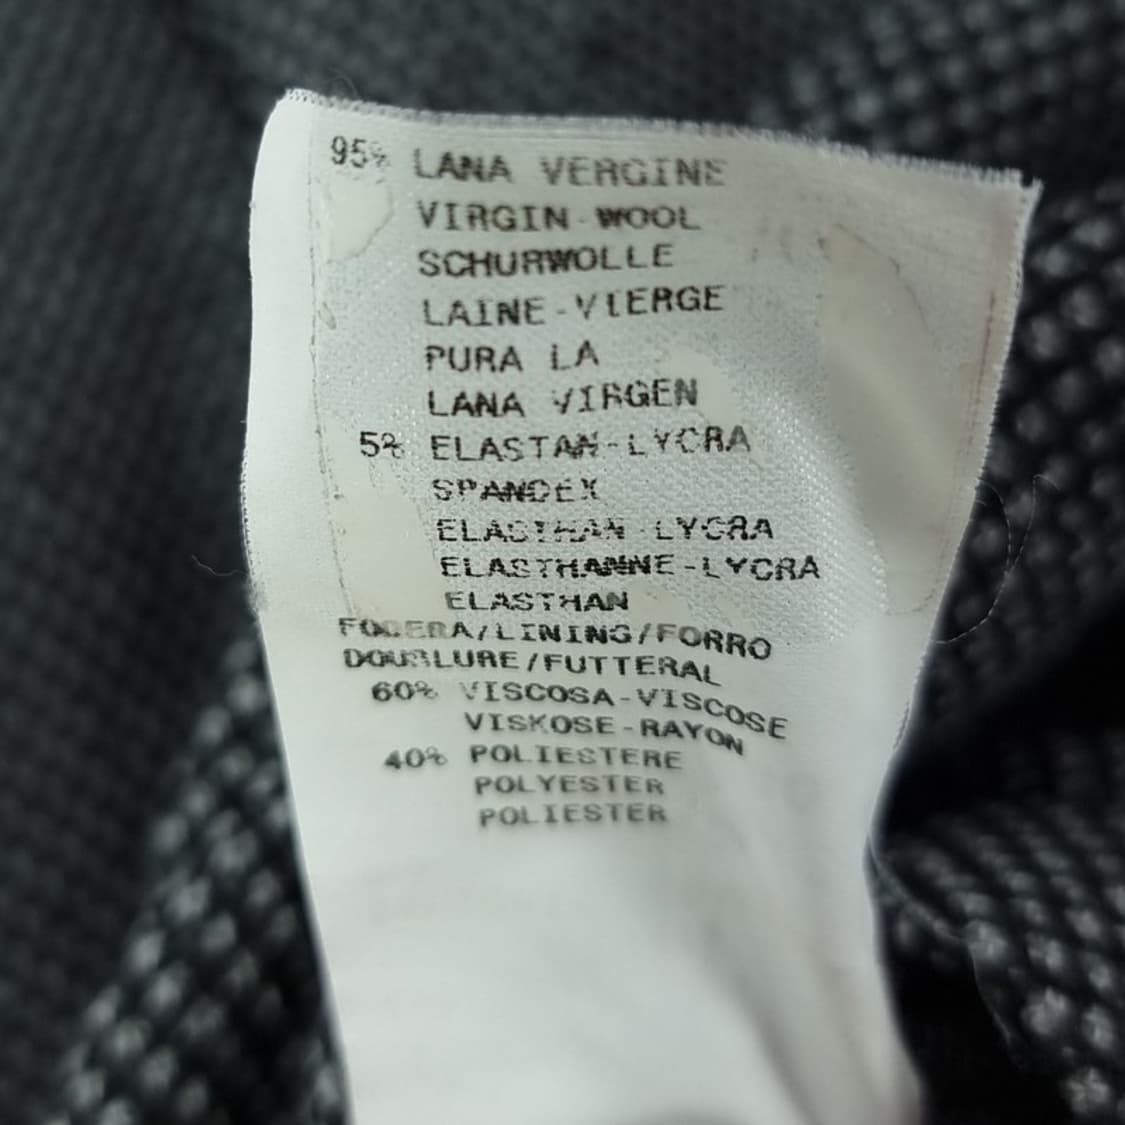 95% LANA VERGINE
VIRGIN-WOOL
SCHURWOLLE
LAINE-VIERGE
PURA LA
LANA VIRGEN
5% ELASTAN-LYCRA
SPANDEX
ELASTHAN-LYCRA
ELASTHANNE-LYCRA
ELASTHAN
FODERA/LINING/FORRO
DOUBLURE/FUTTERAL
60% VISCOSA-VISCOSE
VISKOSE-RAYON
40% POLIESTERE
POLYESTER
POLIESTER